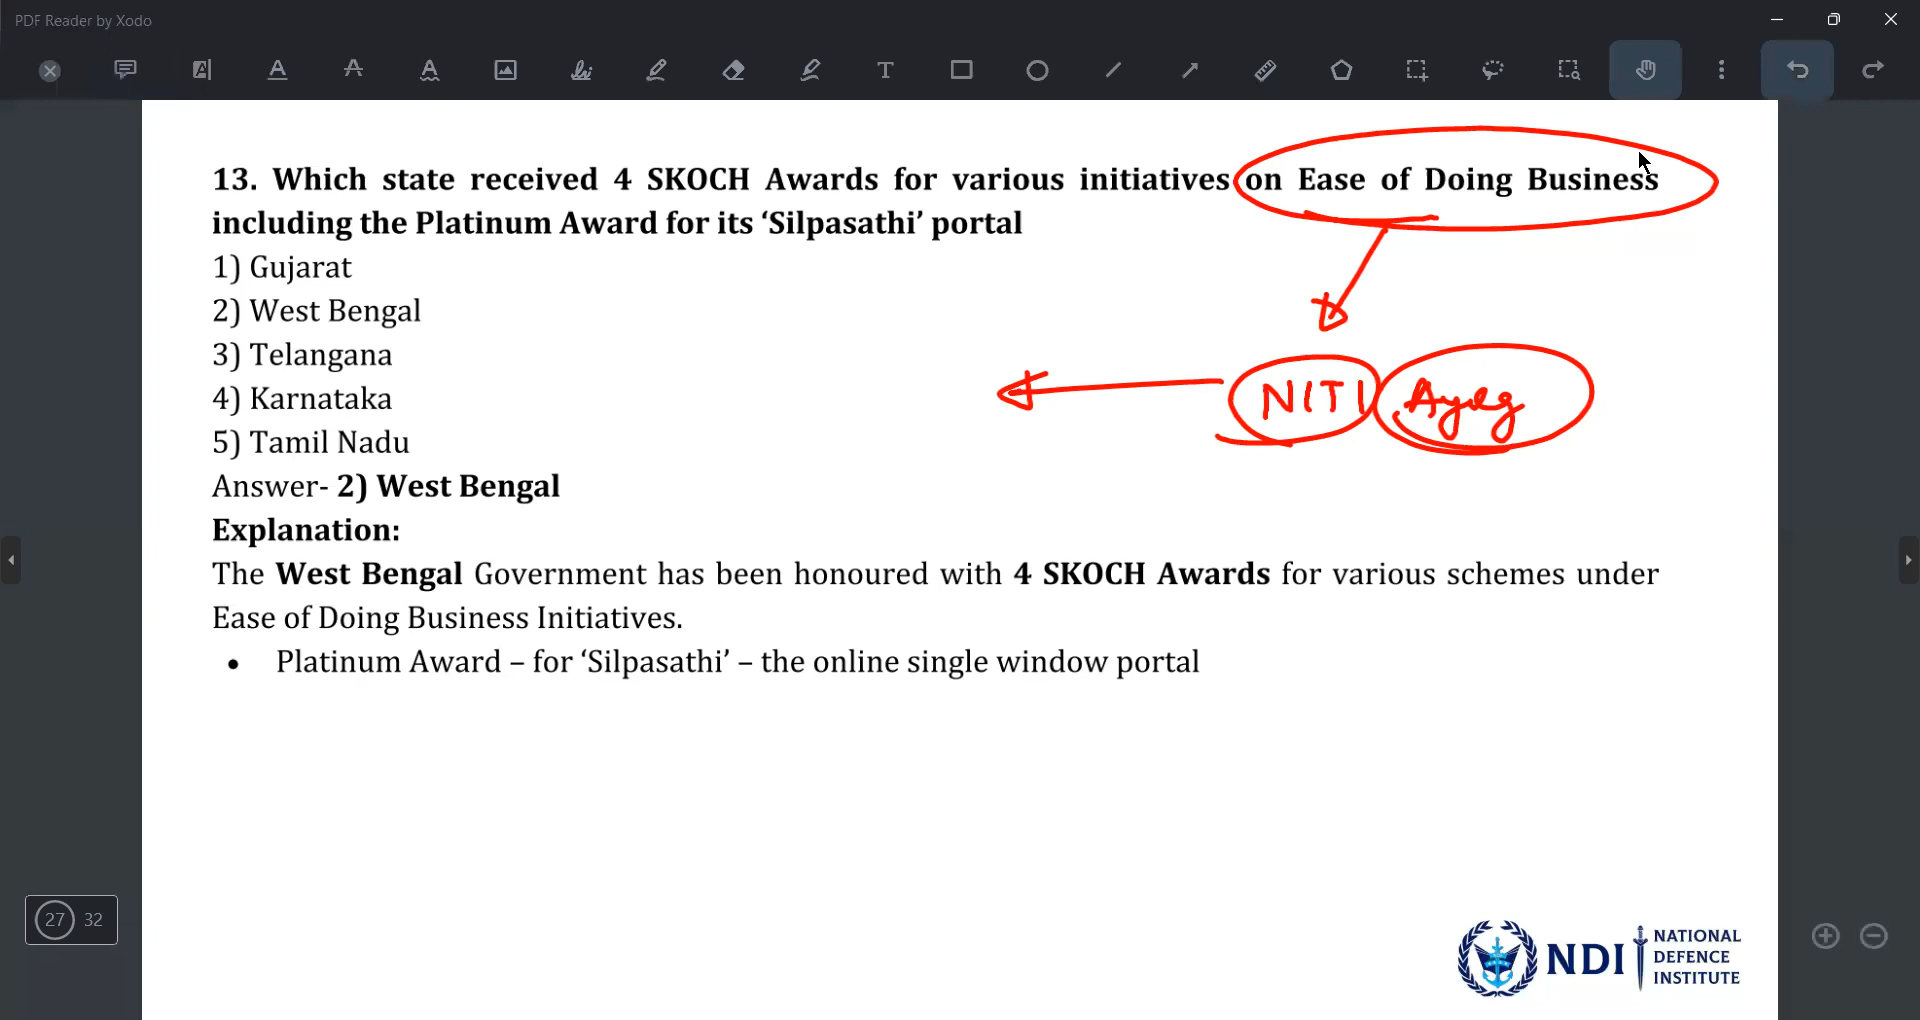 PDF Reader by Xodo
13. Which state received 4 SKOCH Awards for various initiatives on Ease of Doing Business
including the Platinum Award for its ‘Silpasathi’ portal
1) Gujarat
2) West Bengal
3) Telangana
4) Karnataka
5) Tamil Nadu
NITI Ayog
Answer- 2) West Bengal
Explanation:
The West Bengal Government has been honoured with 4 SKOCH Awards for various schemes under
Ease of Doing Business Initiatives.
• Platinum Award – for ‘Silpasathi’ – the online single window portal
27 32
NDI NATIONAL
DEFENCE
INSTITUTE